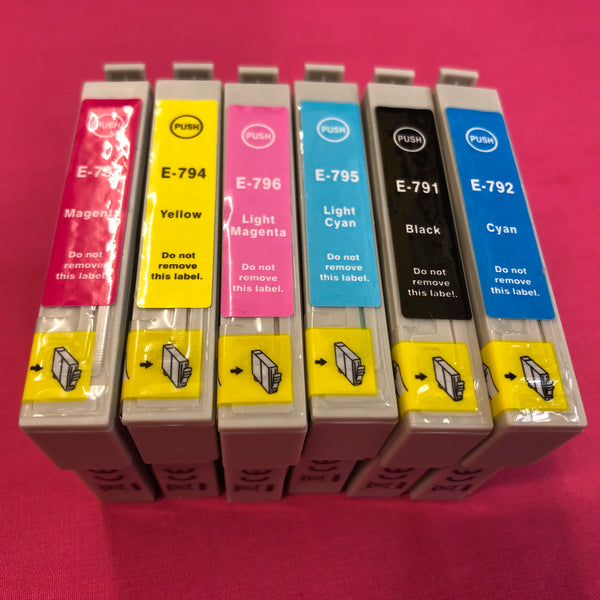 PUSH
Magenta
Do not
remove
this label.
PUSH
E-794
Yellow
Do not
remove
this label.
PUSH
E-796
Light
Magenta
Do not
remove
this label.
PUSH
E-795
Light
Cyan
Do not
remove
this label.
PUSH
E-791
Black
Do not
remove
this label.
PUSH
E-792
Cyan
Do not
remove
this label.